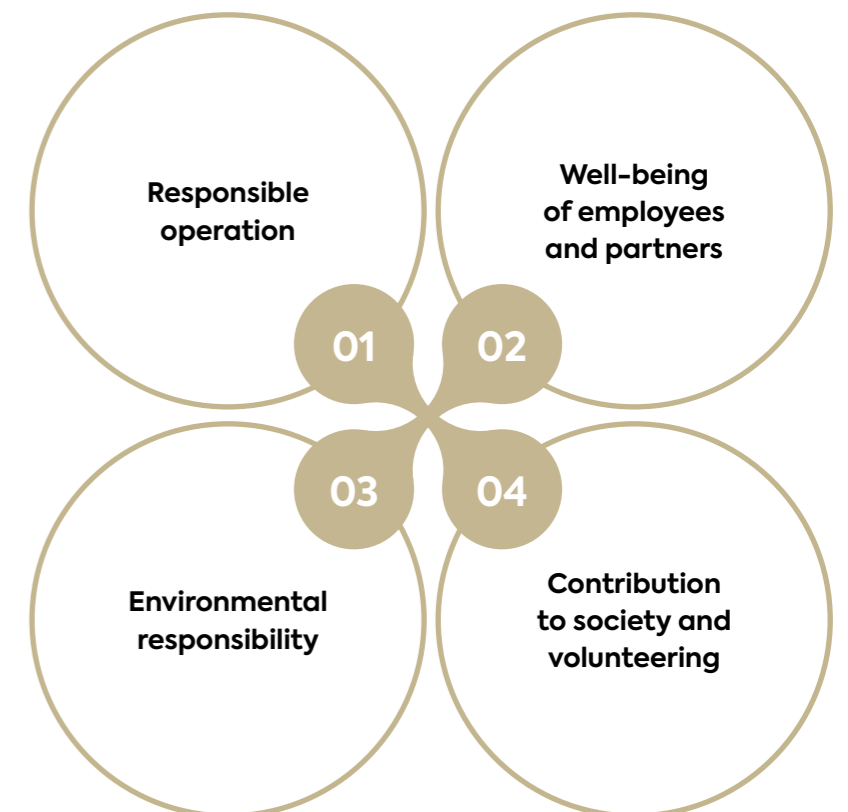 Responsible
operation
01
Well-being
of employees
and partners
02
03
Environmental
responsibility
04
Contribution
to society and
volunteering